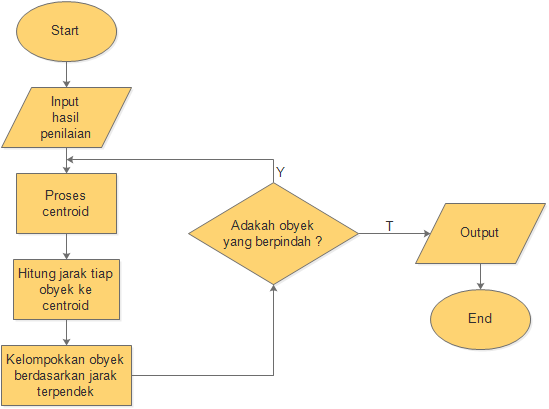 Start
Input
hasil
penilaian
Proses
centroid
Hitung jarak tiap
obyek ke
centroid
Kelompokkan obyek
berdasarkan jarak
terpendek
Adakah obyek
yang berpindah ?
Y
T
Output
End